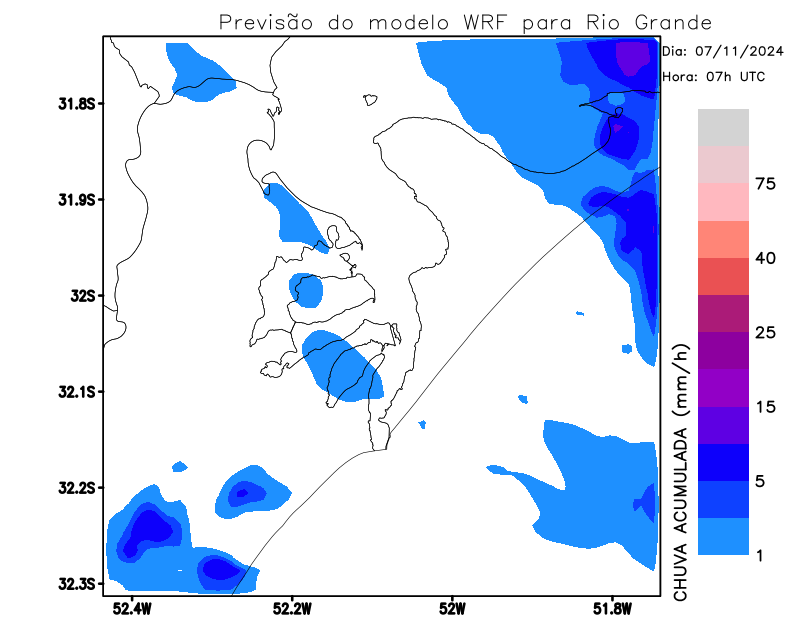 Previsão do modelo WRF para Rio Grande
Dia: 07/11/2024
Hora: 07h UTC
31.8S
31.9S
32S
32.1S
32.2S
32.3S
52.4W
52.2W
52W
51.8W
75
40
25
15
5
1
CHUVA ACUMULADA (mm/h)